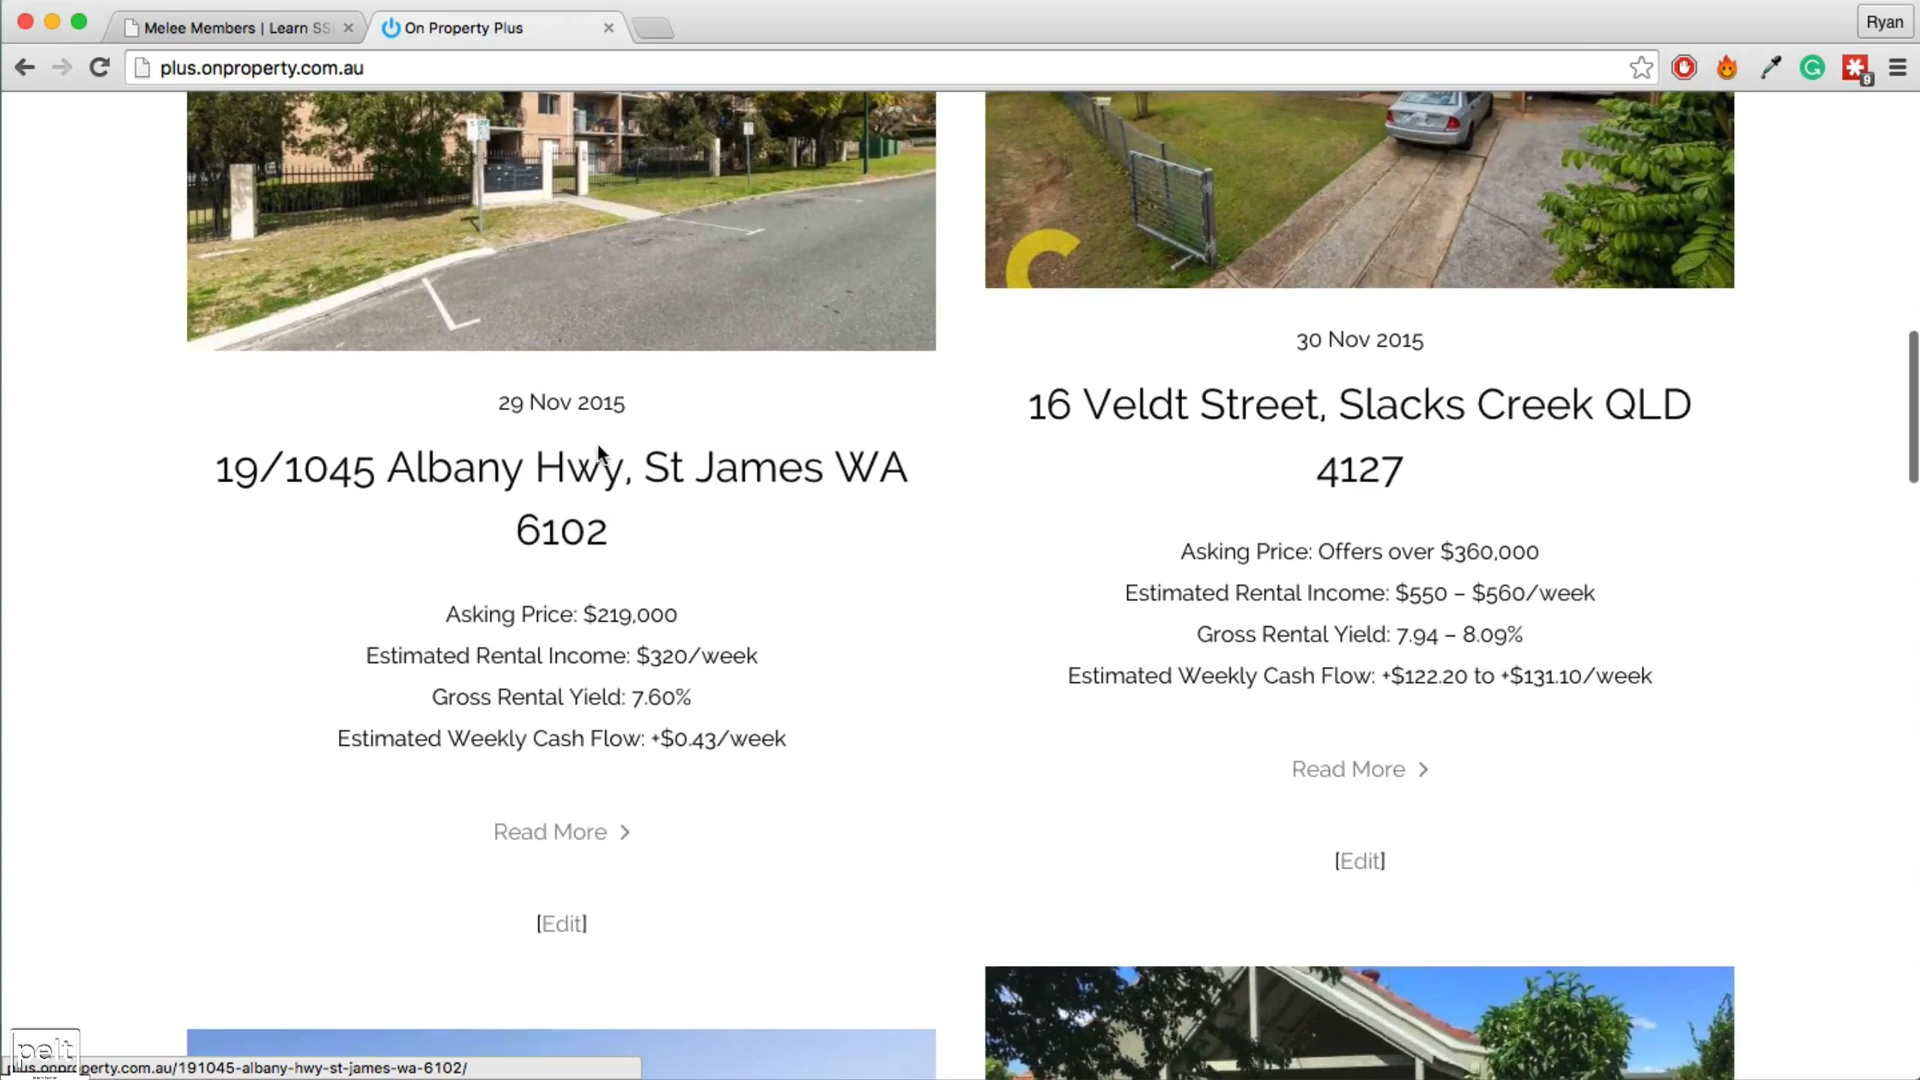 Melee Members | Learn SS
On Property Plus
Ryan
plus.onproperty.com.au
9
29 Nov 2015
19/1045 Albany Hwy, St James WA
6102
Asking Price: $219,000
Estimated Rental Income: $320/week
Gross Rental Yield: 7.60%
Estimated Weekly Cash Flow: +$0.43/week
Read More
[Edit]
30 Nov 2015
16 Veldt Street, Slacks Creek QLD
4127
Asking Price: Offers over $360,000
Estimated Rental Income: $550 – $560/week
Gross Rental Yield: 7.94 – 8.09%
Estimated Weekly Cash Flow: +$122.20 to +$131.10/week
Read More
[Edit]
pelt
plus.onproperty.com.au/191045-albany-hwy-st-james-wa-6102/